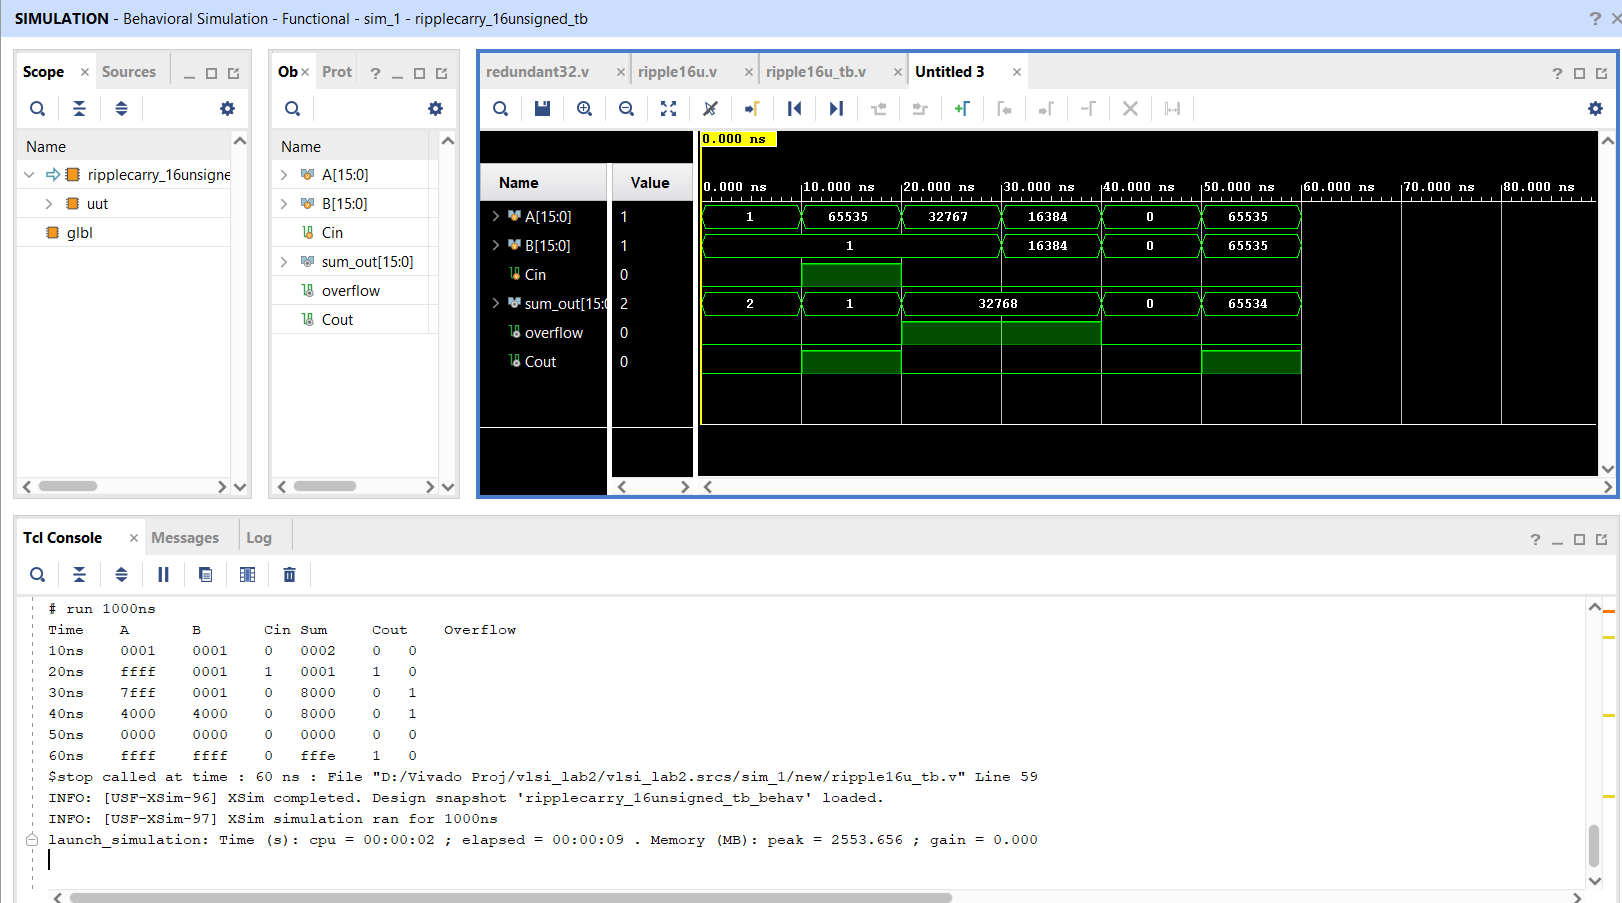 SIMULATION - Behavioral Simulation - Functional - sim_1 - ripplecarry_16unsigned_tb
Scope Sources
Name
ripplecarry_16unsigne
uut
glbl
Ob Prot
Name
A[15:0]
B[15:0]
Cin
sum_out[15:0]
overflow
Cout
redundant32.v ripple16u.v ripple16u_tb.v Untitled 3
Name Value
0.000 ns
0.000 ns 10.000 ns 20.000 ns 30.000 ns 40.000 ns 50.000 ns 60.000 ns 70.000 ns 80.000 ns
A[15:0] 1 1 65535 32767 16384 0 65535
B[15:0] 1 1 16384 0 65535
Cin 0
sum_out[15:0 2 2 1 32768 0 65534
overflow 0
Cout 0
Tcl Console Messages Log
# run 1000ns
Time A B Cin Sum Cout Overflow
10ns 0001 0001 0 0002 0 0
20ns ffff 0001 1 0001 1 0
30ns 7fff 0001 0 8000 0 1
40ns 4000 4000 0 8000 0 1
50ns 0000 0000 0 0000 0 0
60ns ffff ffff 0 fffe 1 0
$stop called at time : 60 ns : File "D:/Vivado Proj/vlsi_lab2/vlsi_lab2.srcs/sim_1/new/ripple16u_tb.v" Line 59
INFO: [USF-XSim-96] XSim completed. Design snapshot 'ripplecarry_16unsigned_tb_behav' loaded.
INFO: [USF-XSim-97] XSim simulation ran for 1000ns
launch_simulation: Time (s): cpu = 00:00:02 ; elapsed = 00:00:09 . Memory (MB): peak = 2553.656 ; gain = 0.000